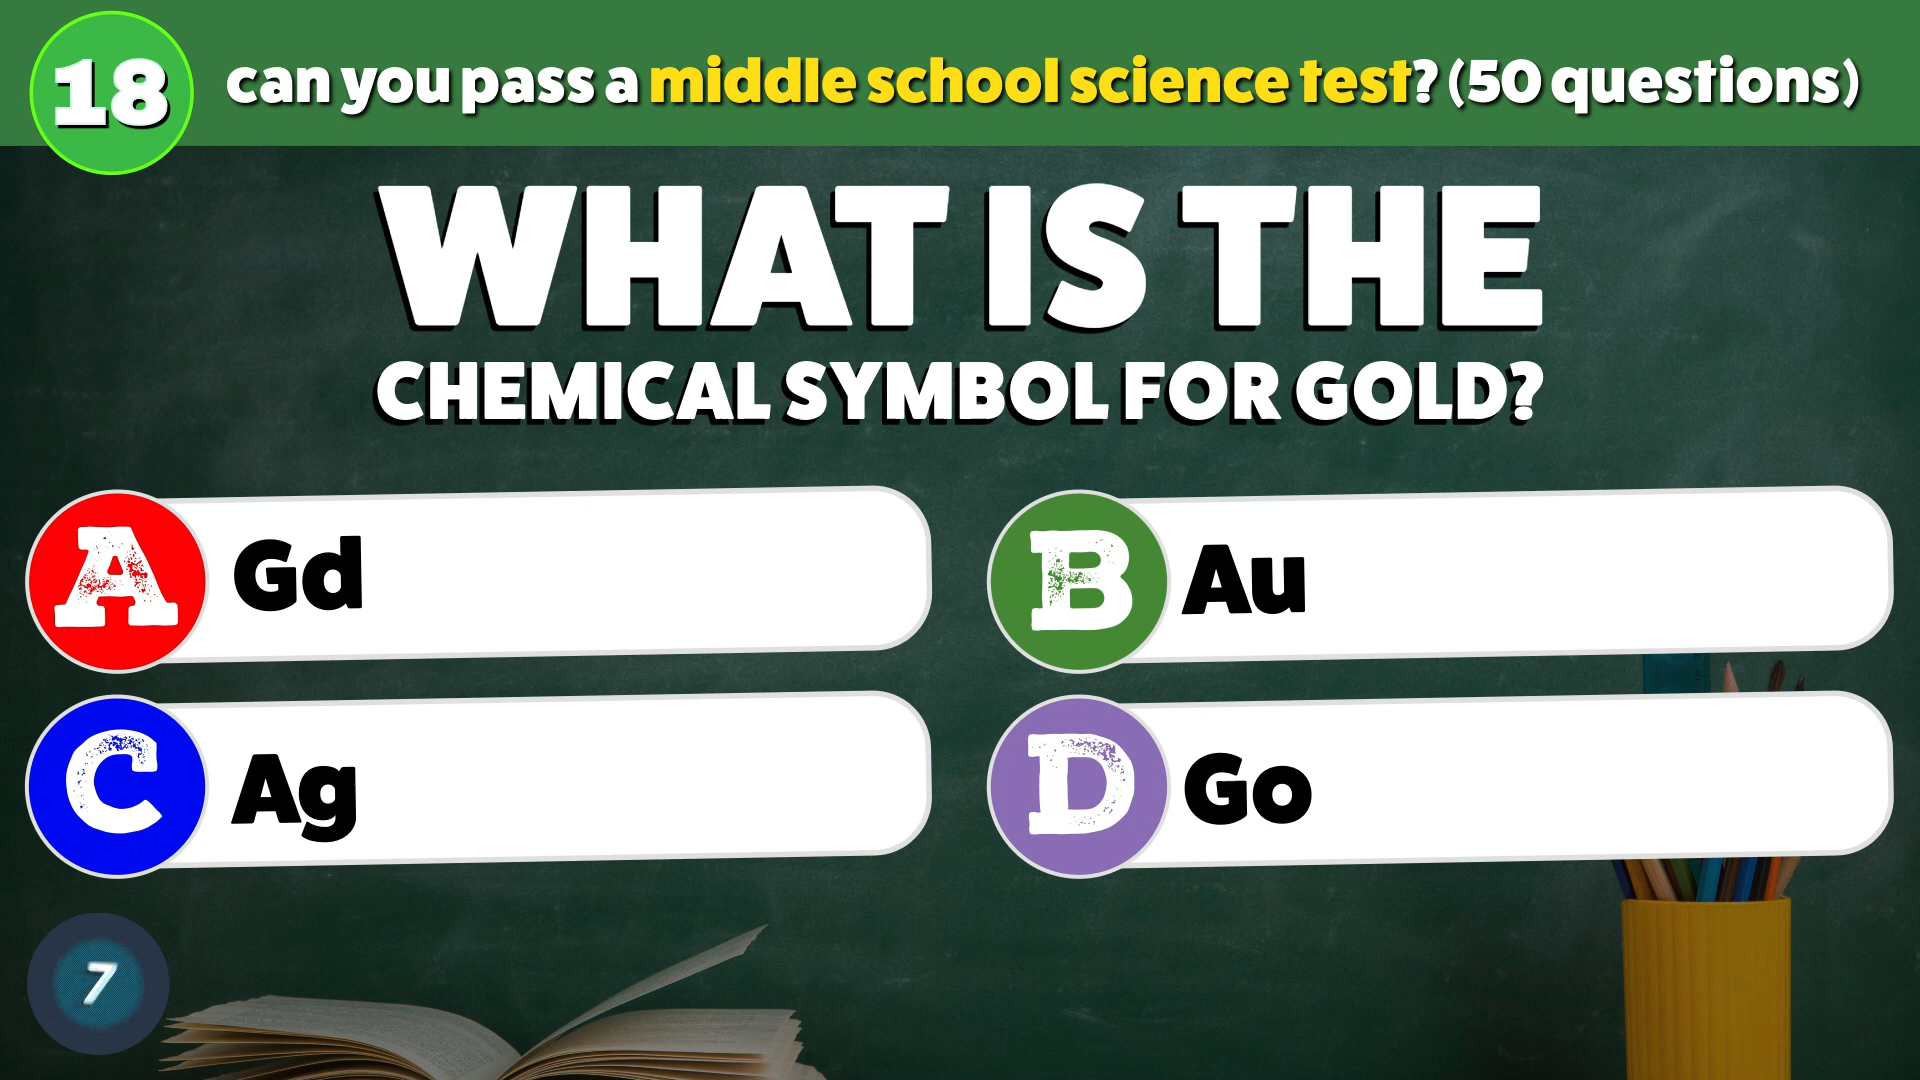 18
can you pass a middle school science test? (50 questions)
WHAT IS THE
CHEMICAL SYMBOL FOR GOLD?
A Gd
B Au
C Ag
D Go
7